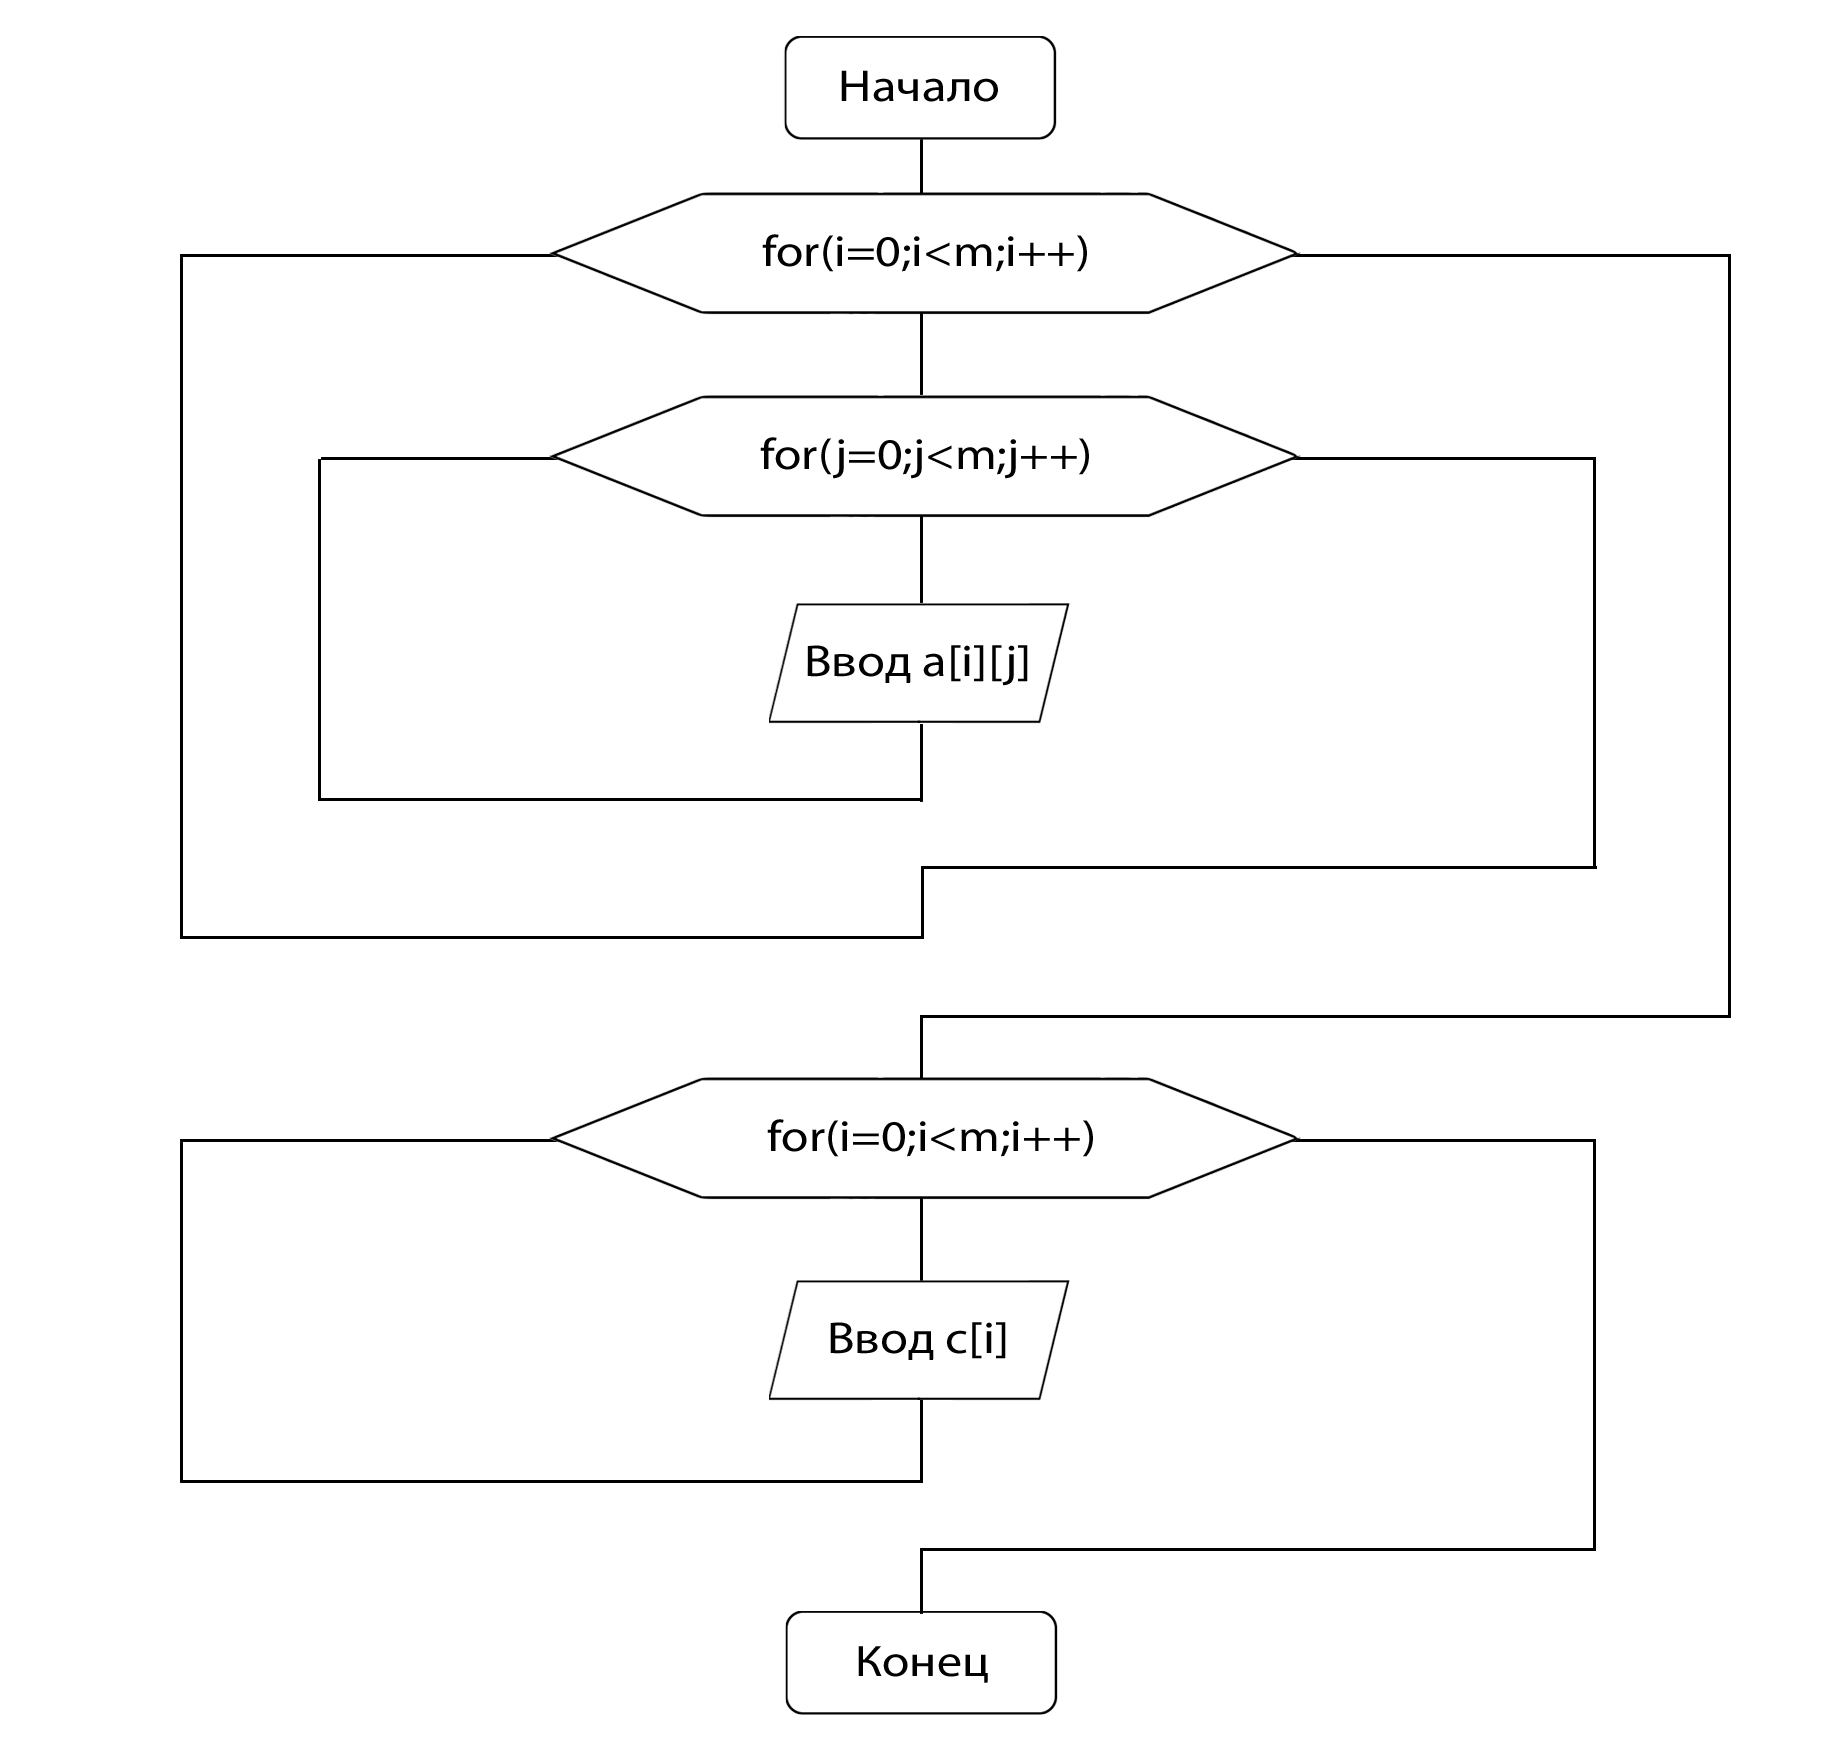 Начало
for(i=0;i<m;i++)
for(j=0;j<m;j++)
Ввод a[i][j]
for(i=0;i<m;i++)
Ввод c[i]
Конец